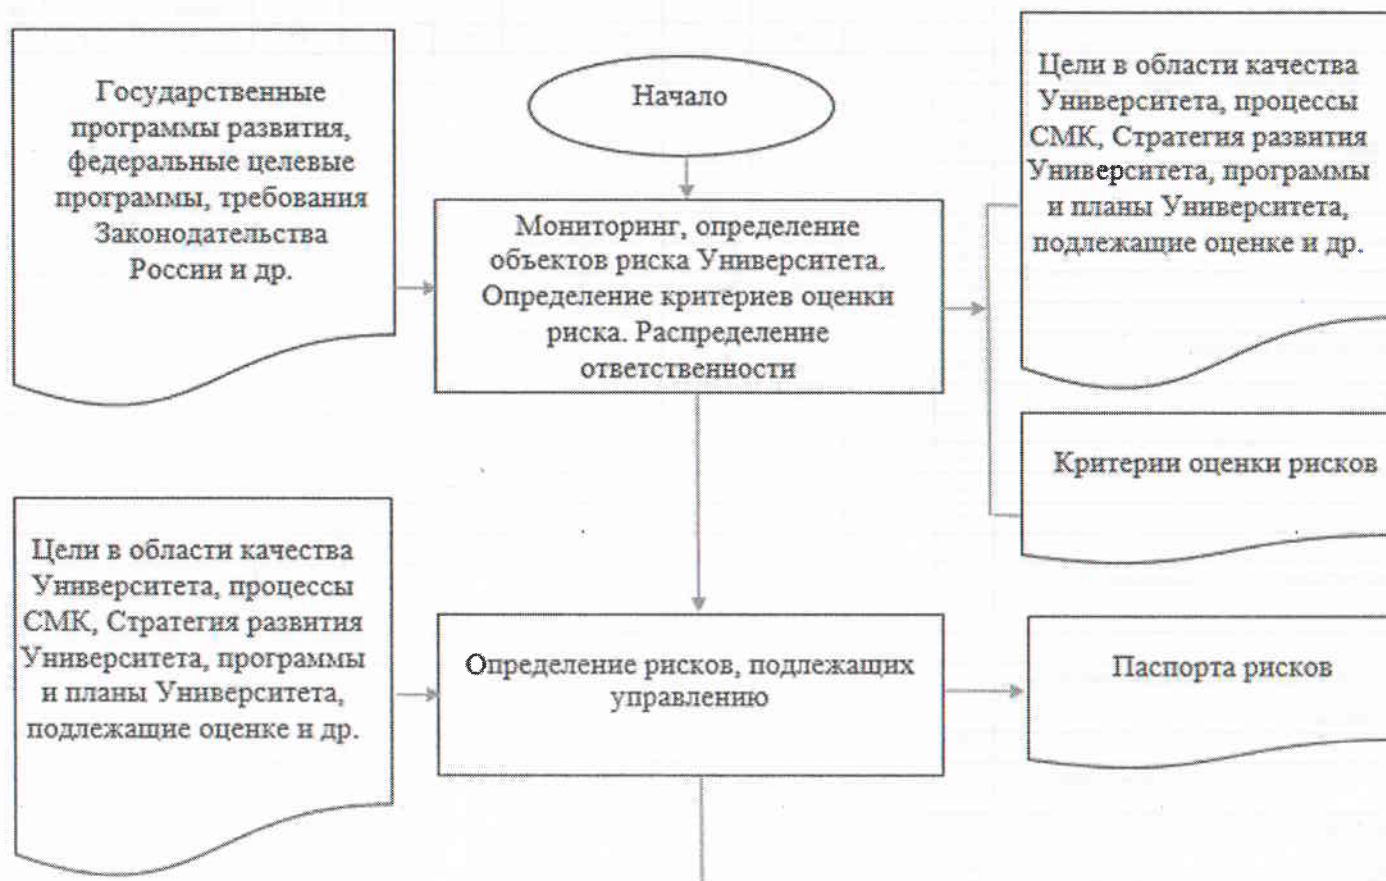 Государственные
программы развития,
федеральные целевые
программы, требования
Законодательства
России и др.
Начало
Цели в области качества
Университета, процессы
СМК, Стратегия развития
Университета, программы
и планы Университета,
подлежащие оценке и др.
Мониторинг, определение
объектов риска Университета.
Определение критериев оценки
риска. Распределение
ответственности
Критерии оценки рисков
Цели в области качества
Университета, процессы
СМК, Стратегия развития
Университета, программы
и планы Университета,
подлежащие оценке и др.
Определение рисков, подлежащих
управлению
Паспорта рисков